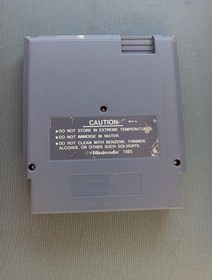 CAUTION
●DO NOT STORE IN EXTREME TEMPERATURES.
●DO NOT IMMERSE IN WATER.
●DO NOT CLEAN WITH BENZENE, THINNER,
ALCOHOL OR OTHER SUCH SOLVENTS.
©Nintendo 1985